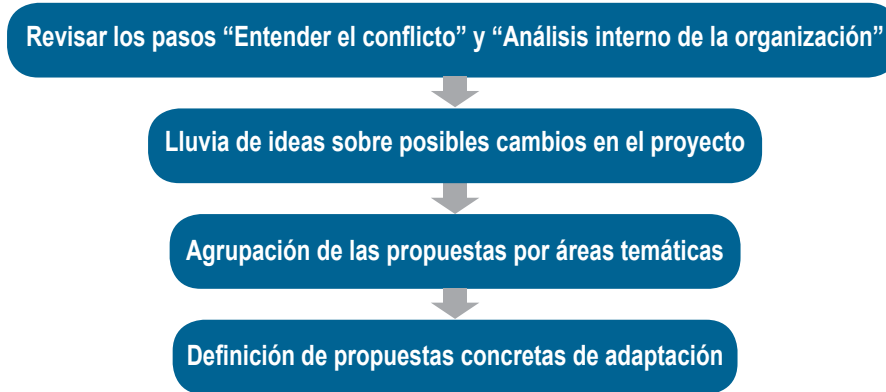 Revisar los pasos “Entender el conflicto” y “Análisis interno de la organización”
Lluvia de ideas sobre posibles cambios en el proyecto
Agrupación de las propuestas por áreas temáticas
Definición de propuestas concretas de adaptación